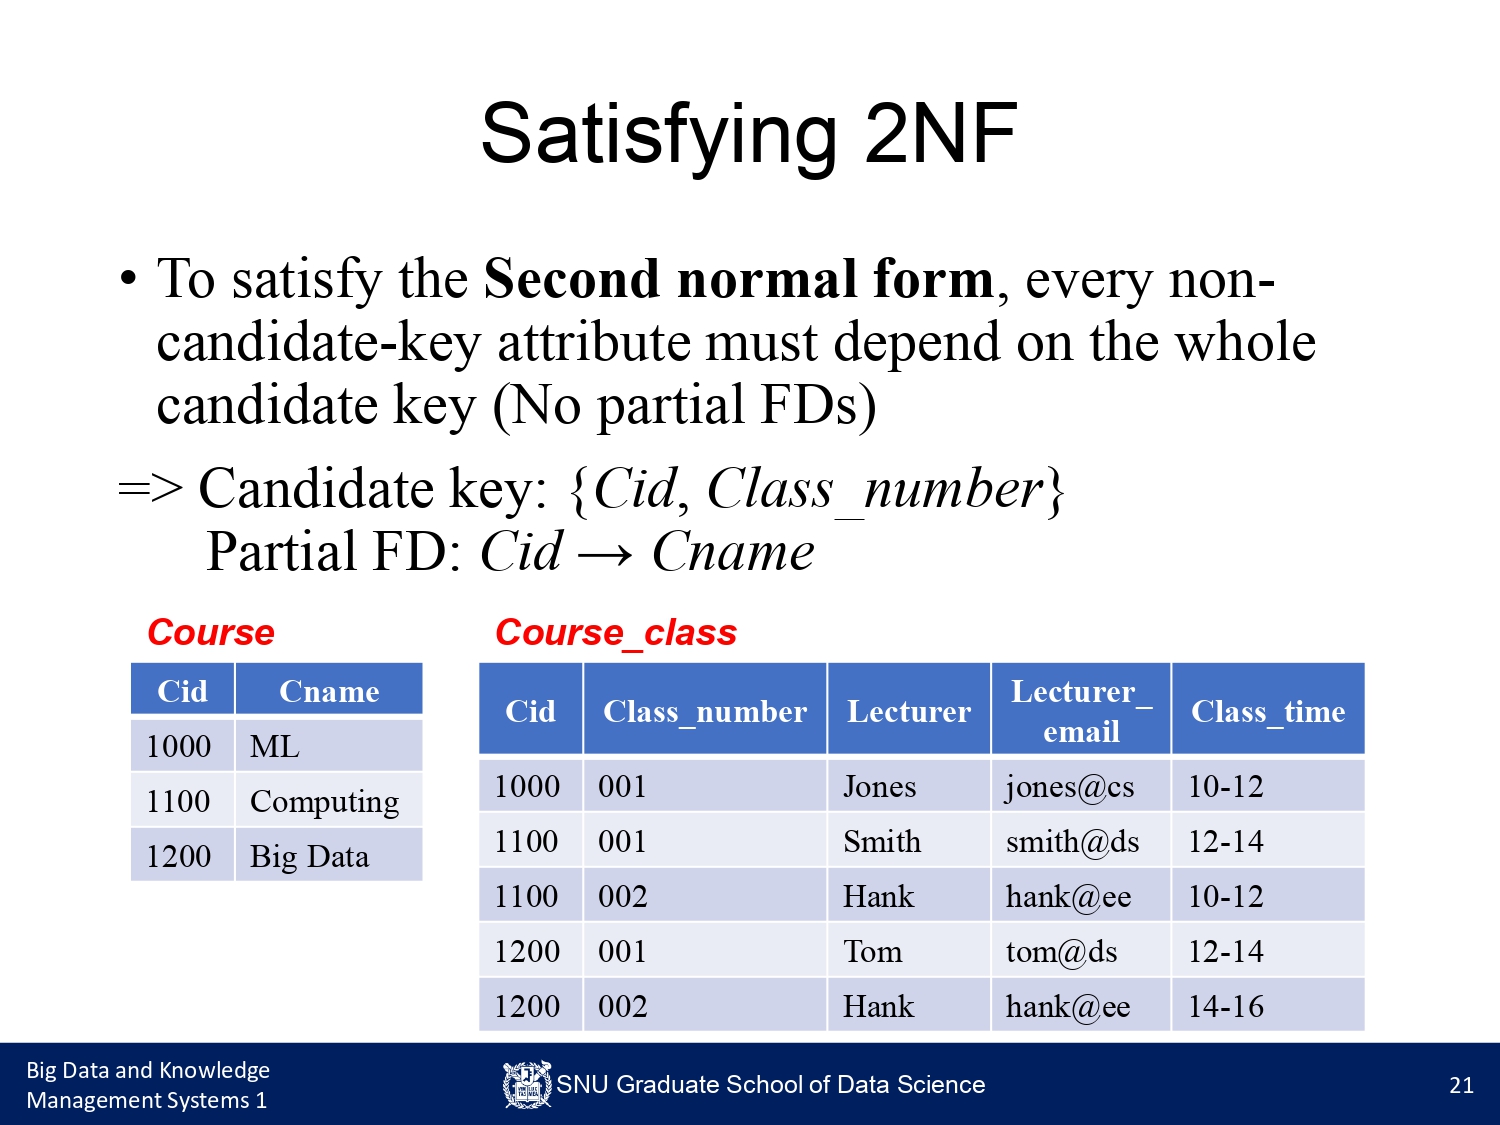 Satisfying 2NF
• To satisfy the Second normal form, every non-
candidate-key attribute must depend on the whole
candidate key (No partial FDs)
=> Candidate key: {Cid, Class_number}
Partial FD: Cid → Cname
Course
Cid Cname
1000 ML
1100 Computing
1200 Big Data
Course_class
Cid Class_number Lecturer Lecturer_ email Class_time
1000 001 Jones jones@cs 10-12
1100 001 Smith smith@ds 12-14
1100 002 Hank hank@ee 10-12
1200 001 Tom tom@ds 12-14
1200 002 Hank hank@ee 14-16
Big Data and Knowledge
Management Systems 1
SNU Graduate School of Data Science
21